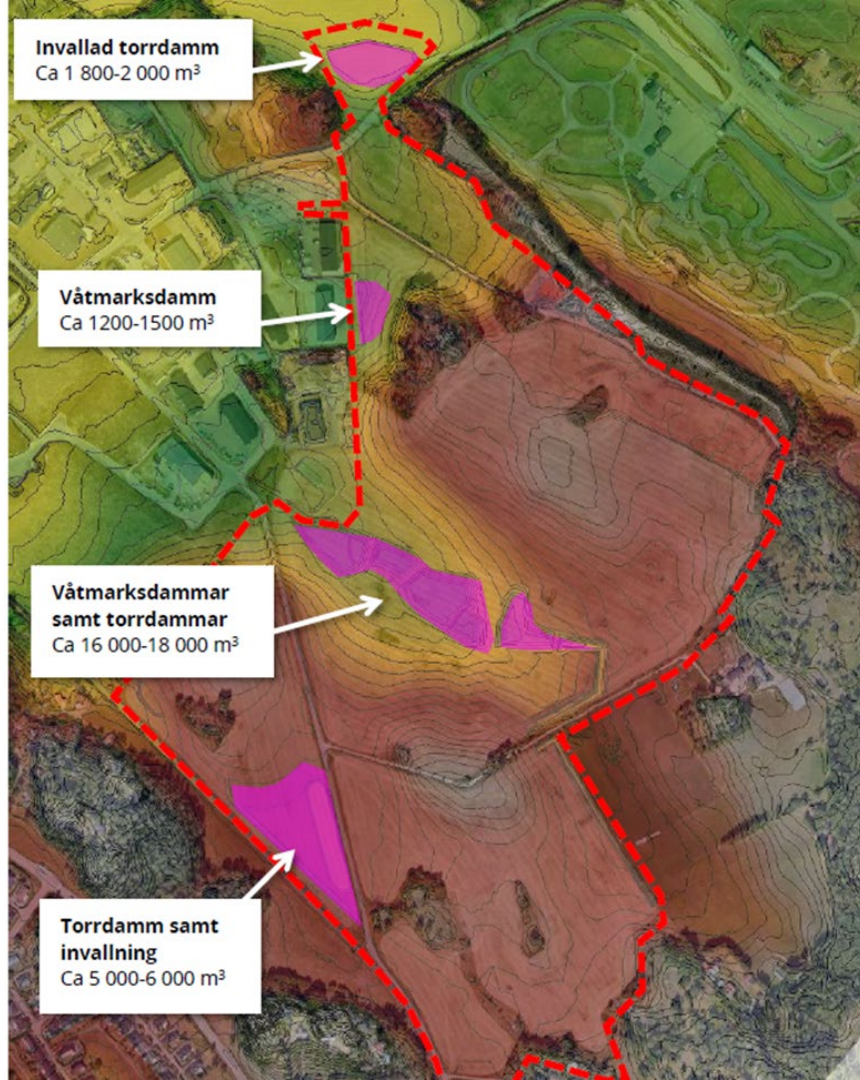 Invallad torrdamm
Ca 1 800-2 000 m³
Våtmarksdamm
Ca 1200-1500 m³
Våtmarksdammar
samt torrdammar
Ca 16 000-18 000 m³
Torrdamm samt
invallning
Ca 5 000-6 000 m³